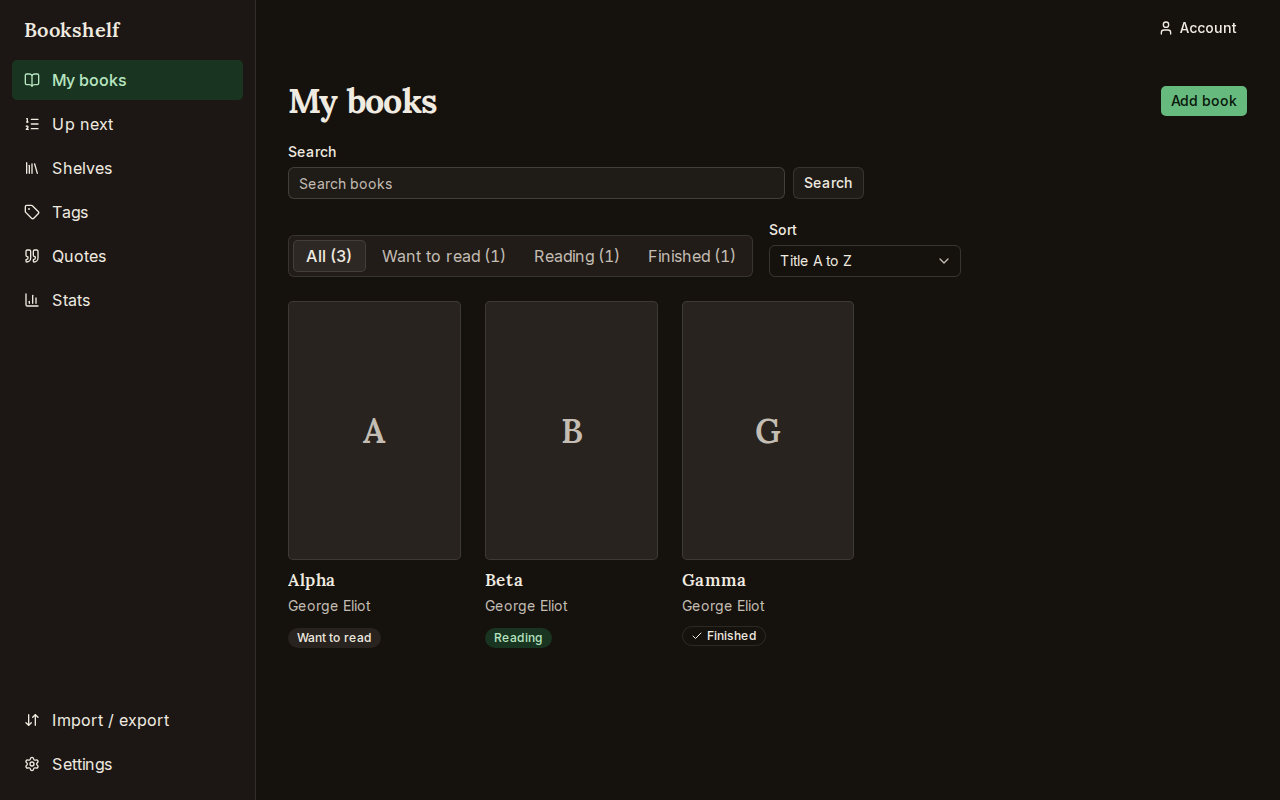 Bookshelf
Account
My books
Up next
Shelves
Tags
Quotes
Stats
Import / export
Settings
My books
Add book
Search
Search books
Search
All (3)
Want to read (1)
Reading (1)
Finished (1)
Sort
Title A to Z
A
B
G
Alpha
George Eliot
Want to read
Beta
George Eliot
Reading
Gamma
George Eliot
Finished